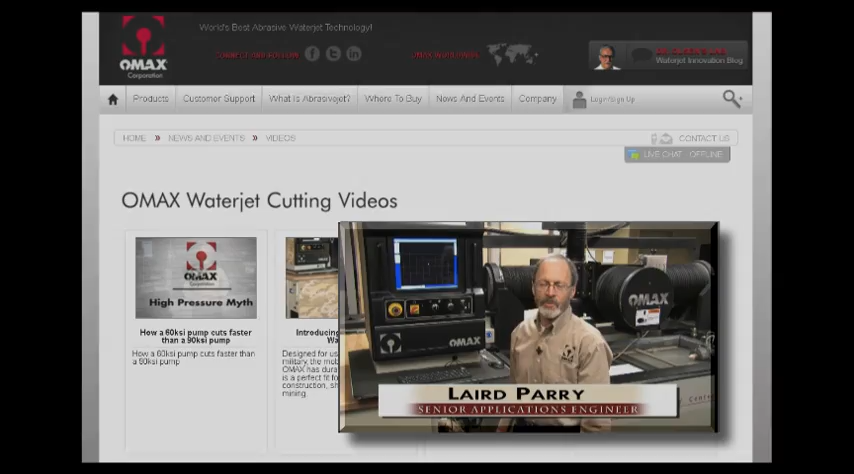 World's Best Abrasive Waterjet Technology!
OMAX
Corporation
Waterjet Innovation Blog
Products
Customer Support
What Is Abrasivejet?
Where To Buy
News And Events
Company
Login/Sign Up
HOME » NEWS AND EVENTS » VIDEOS
CONTACT US
LIVE CHAT - OFFLINE
OMAX Waterjet Cutting Videos
OMAX
Corporation
High Pressure Myth
How a 60ksi pump cuts faster
than a 90ksi pump
How a 60ksi pump cuts faster than
a 60ksi pump
Introducing
Wa
Designed for us
military, the mob
OMAX has dura
is a perfect fit fo
construction, sh
mining.
OMAX
OMAX
LAIRD PARRY
SENIOR APPLICATIONS ENGINEER